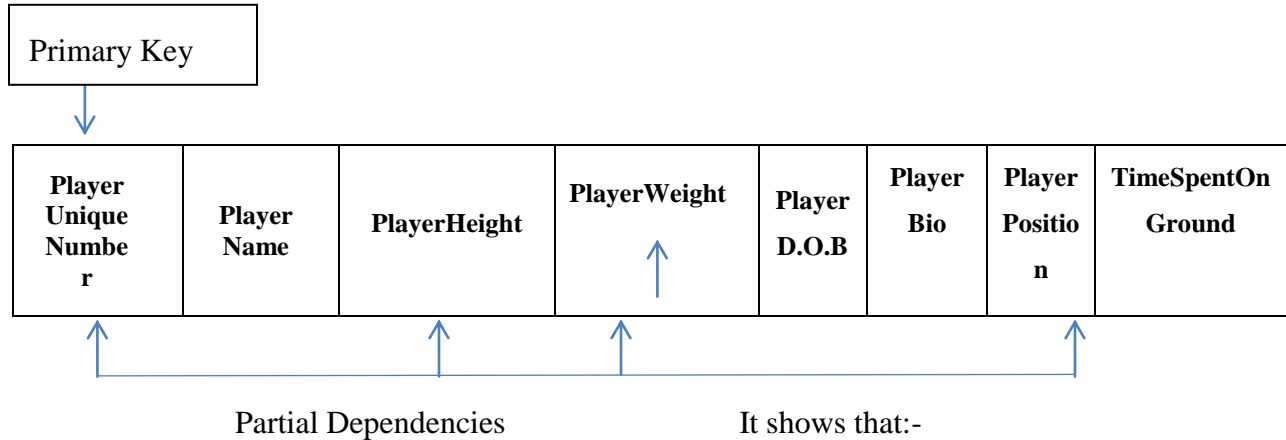 Primary Key
Player
Unique
Numbe
r
Player
Name
PlayerHeight
PlayerWeight
Player
D.O.B
Player
Bio
Player
Positio
n
TimeSpentOn
Ground
Partial Dependencies It shows that:-